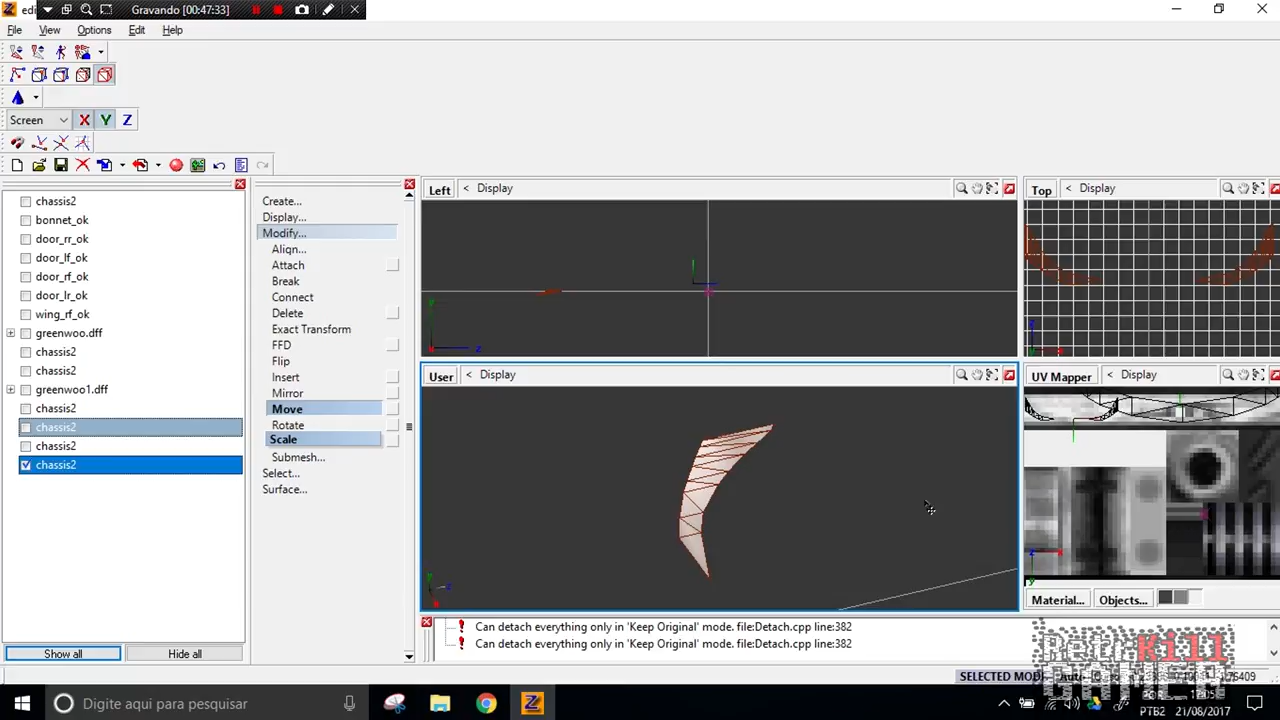 edi
Gravando [00:47:33]
File View Options Edit Help
Screen X Y Z
chassis2
bonnet_ok
door_rr_ok
door_lf_ok
door_rf_ok
door_lr_ok
wing_rf_ok
greenwoo.dff
chassis2
chassis2
greenwoo1.dff
chassis2
chassis2
chassis2
chassis2
Show all Hide all
Create...
Display...
Modify...
Align...
Attach
Break
Connect
Delete
Exact Transform
FFD
Flip
Insert
Mirror
Move
Rotate
Scale
Submesh...
Select...
Surface...
Left < Display
Top < Display
User < Display
UV Mapper < Display
Material... Objects...
Can detach everything only in 'Keep Original' mode. file:Detach.cpp line:382
Can detach everything only in 'Keep Original' mode. file:Detach.cpp line:382
RetrKill
GAMER
SELECTED MOD
Digite aqui para pesquisar
PTB2 21/08/2017